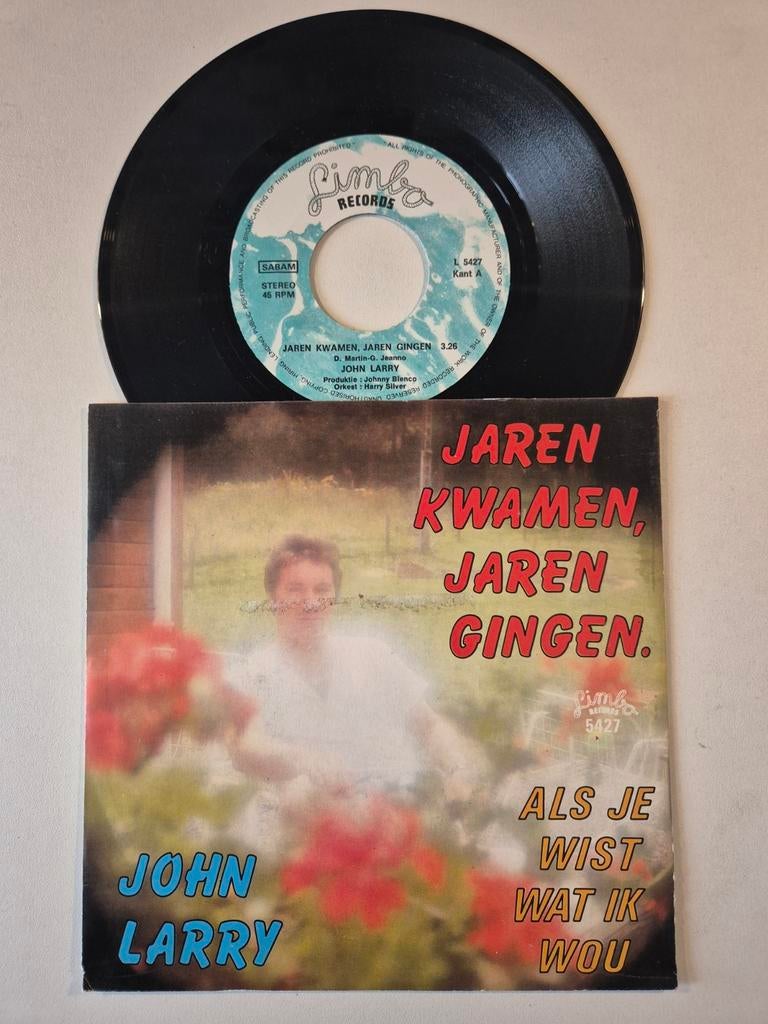 ALL RIGHTS OF THE PHONOGRAPHIC MANUFACTURER AND OF THE OWNER OF THE WORK RECORDED RESERVED UNAUTHORISED COPYING, HIRING, LENDING PUBLIC PERFORMANCE AND BROADCASTING OF THIS RECORD PROHIBITED
Limbo
RECORDS
SABAM
STEREO
45 RPM
L 5427
Kant A
JAREN KWAMEN, JAREN GINGEN 3.26
D. Martin-G. Jeanno
JOHN LARRY
Produktie : Johnny Blenco
Orkest : Harry Silver
JAREN
KWAMEN,
JAREN
GINGEN.
Limbo
RECORDS
5427
ALS JE
WIST
WAT IK
WOU
JOHN
LARRY